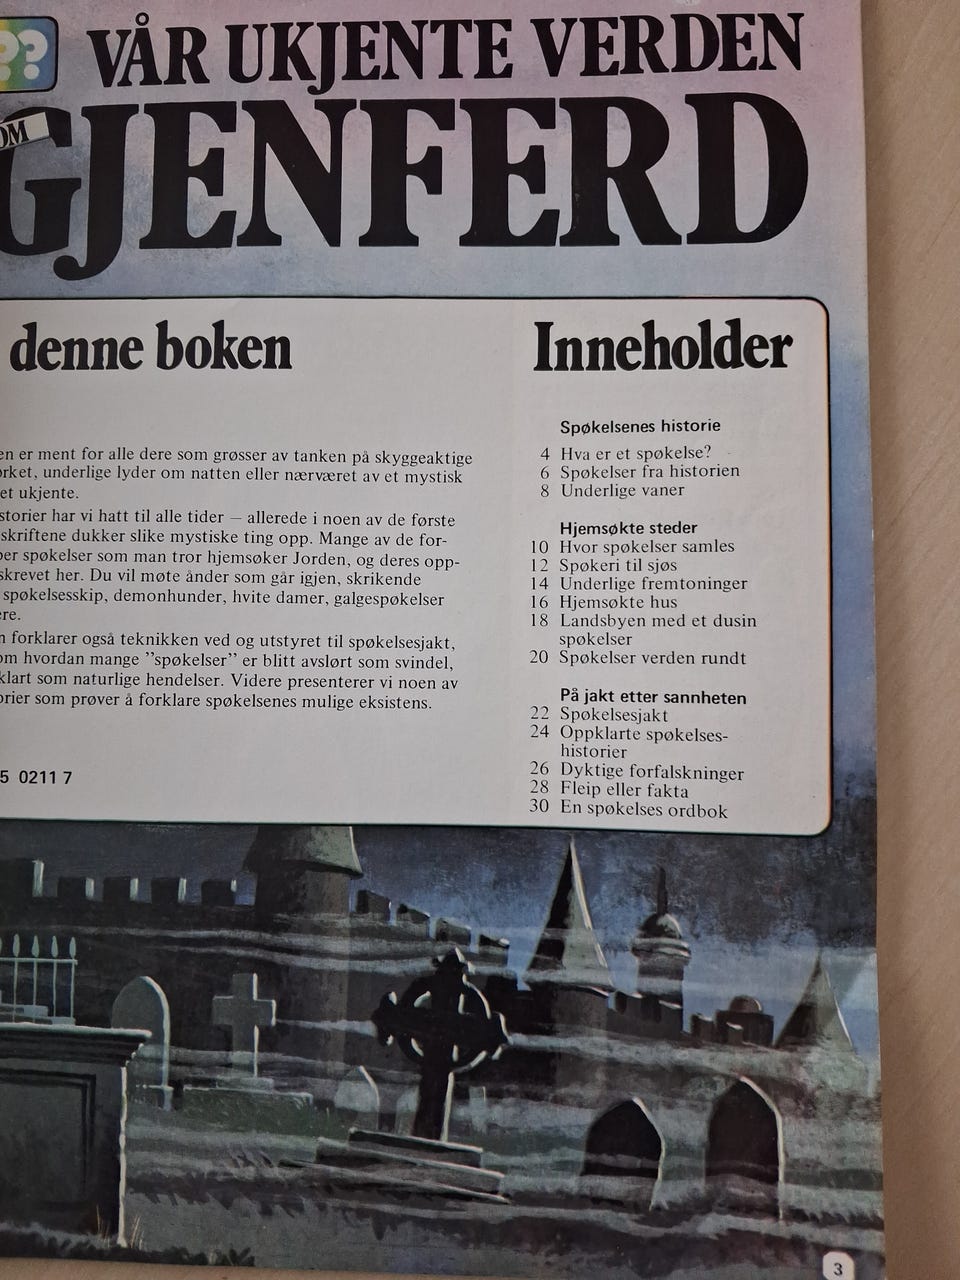 ??
VÅR UKJENTE VERDEN
OM
GJENFERD
denne boken
en er ment for alle dere som grøsser av tanken på skyggeaktige
ørket, underlige lyder om natten eller nærværet av et mystisk
et ukjente.
storier har vi hatt til alle tider – allerede i noen av de første
skriftene dukker slike mystiske ting opp. Mange av de for-
per spøkelser som man tror hjemsøker Jorden, og deres opp-
skrevet her. Du vil møte ånder som går igjen, skrikende
spøkelsesskip, demonhunder, hvite damer, galgespøkelser
ere.
n forklarer også teknikken ved og utstyret til spøkelsesjakt,
om hvordan mange ”spøkelser” er blitt avslørt som svindel,
klart som naturlige hendelser. Videre presenterer vi noen av
orier som prøver å forklare spøkelsenes mulige eksistens.
5 0211 7
Inneholder
Spøkelsenes historie
4 Hva er et spøkelse?
6 Spøkelser fra historien
8 Underlige vaner
Hjemsøkte steder
10 Hvor spøkelser samles
12 Spøkeri til sjøs
14 Underlige fremtoninger
16 Hjemsøkte hus
18 Landsbyen med et dusin
spøkelser
20 Spøkelser verden rundt
På jakt etter sannheten
22 Spøkelsesjakt
24 Oppklarte spøkelses-
historier
26 Dyktige forfalskninger
28 Fleip eller fakta
30 En spøkelses ordbok
3